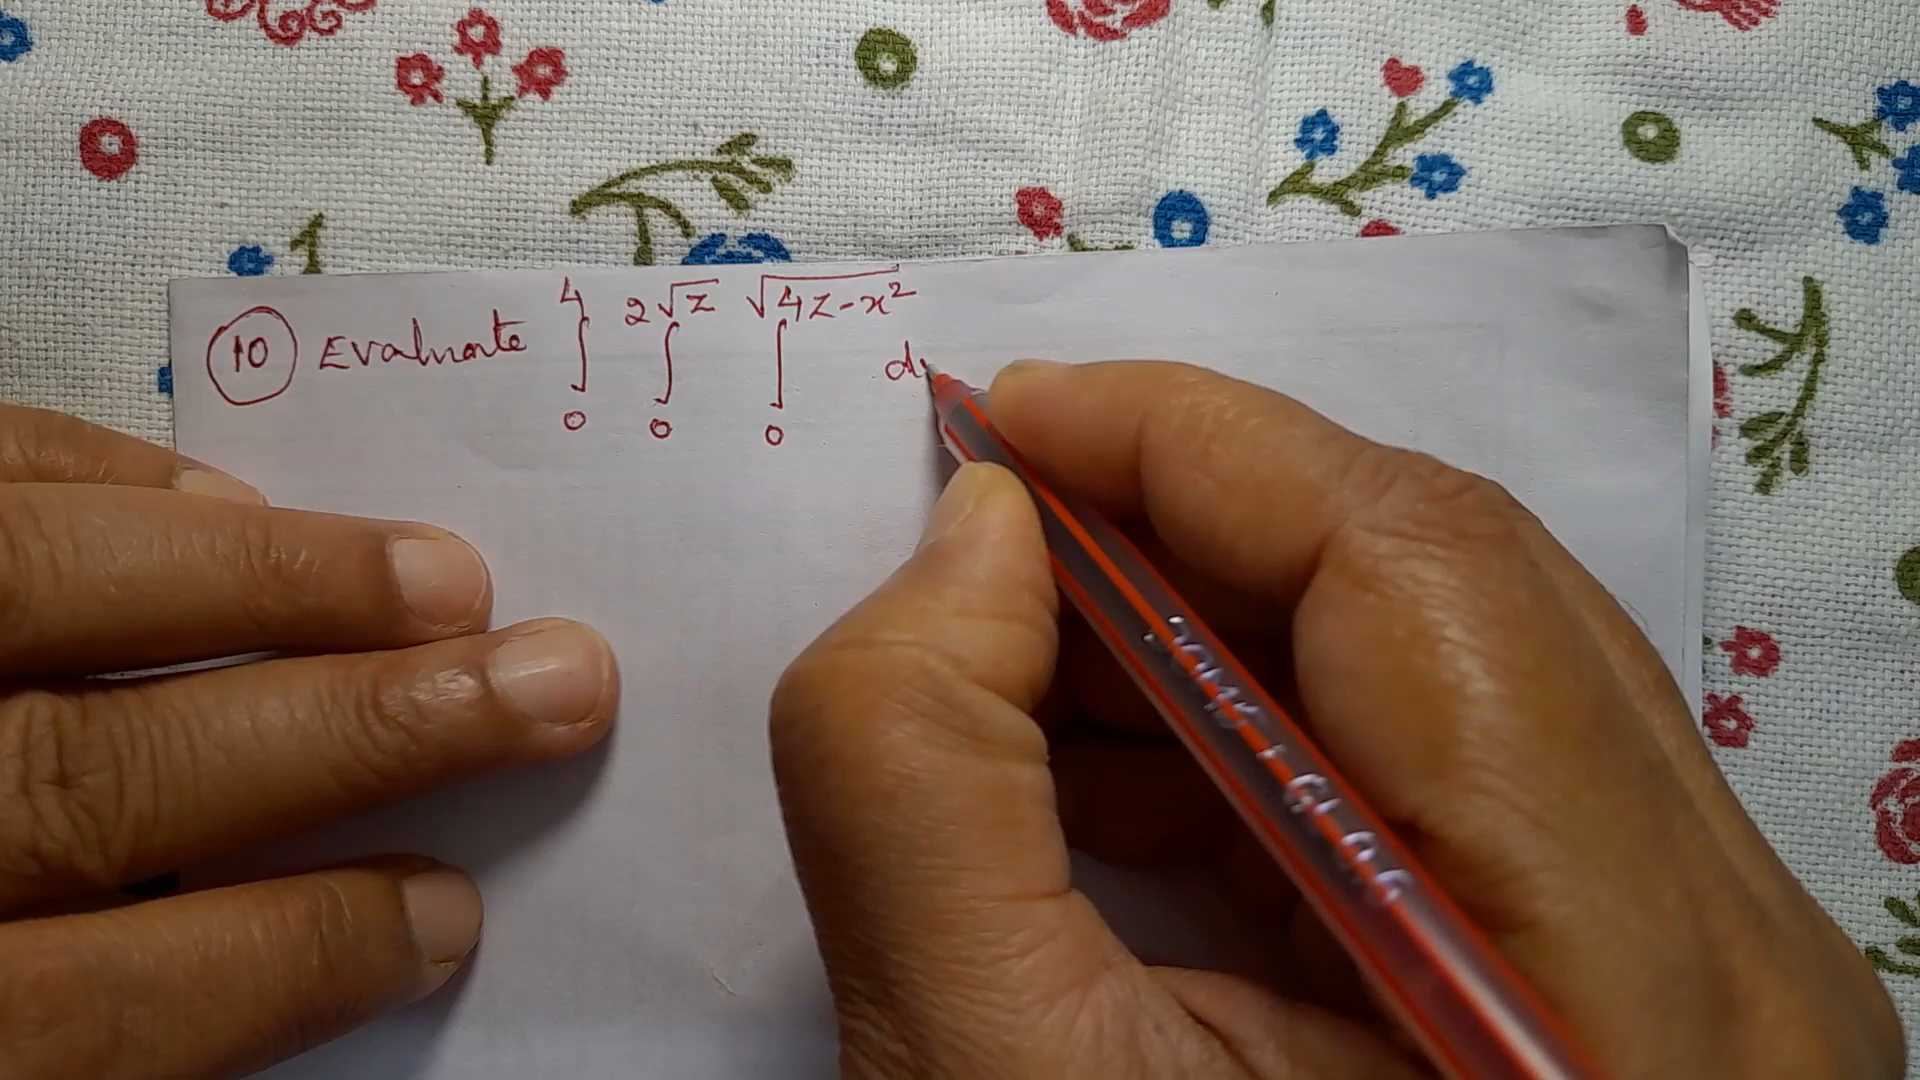 10 Evaluate ∫₀⁴ ∫₀^{2√z} ∫₀^{√(4z-x²)} d